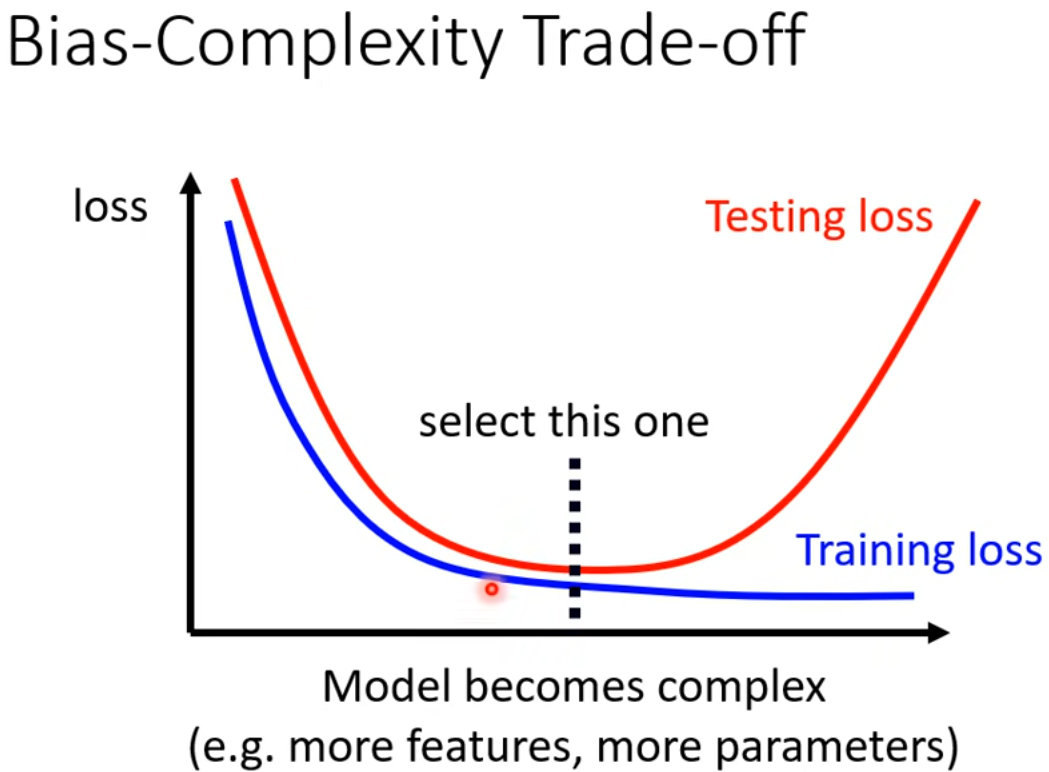 Bias-Complexity Trade-off
loss
Testing loss
select this one
Training loss
Model becomes complex
(e.g. more features, more parameters)